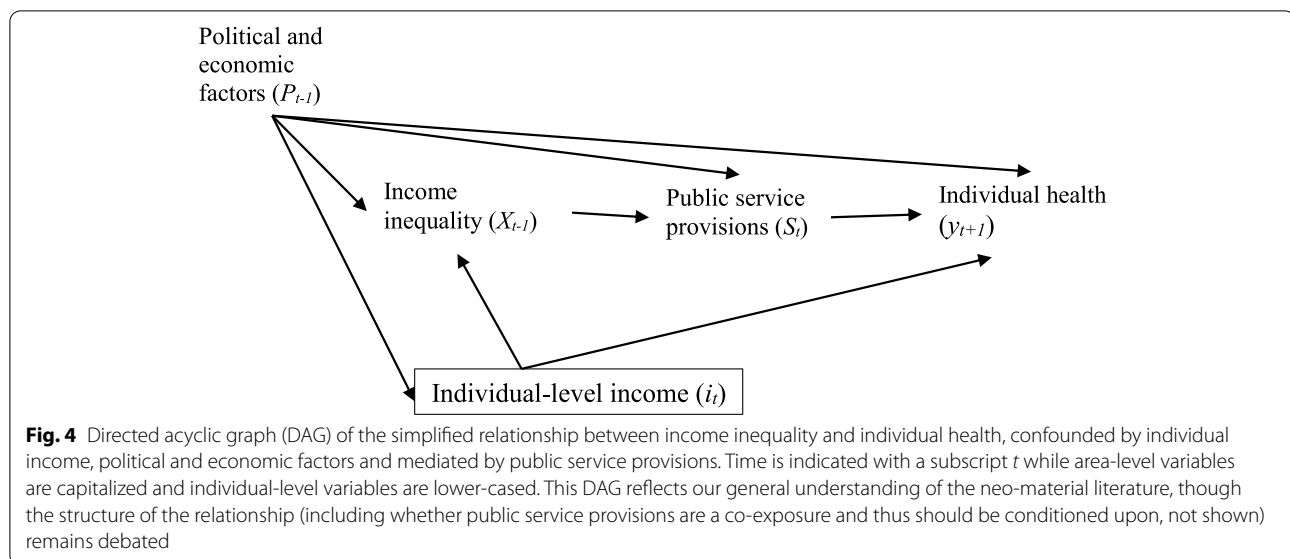 Political and
economic
factors (Pt-1)
Income
inequality (Xt-1)
Public service
provisions (St)
Individual health
(yt+1)
Individual-level income (it)
Fig. 4 Directed acyclic graph (DAG) of the simplified relationship between income inequality and individual health, confounded by individual
income, political and economic factors and mediated by public service provisions. Time is indicated with a subscript t while area-level variables
are capitalized and individual-level variables are lower-cased. This DAG reflects our general understanding of the neo-material literature, though
the structure of the relationship (including whether public service provisions are a co-exposure and thus should be conditioned upon, not shown)
remains debated